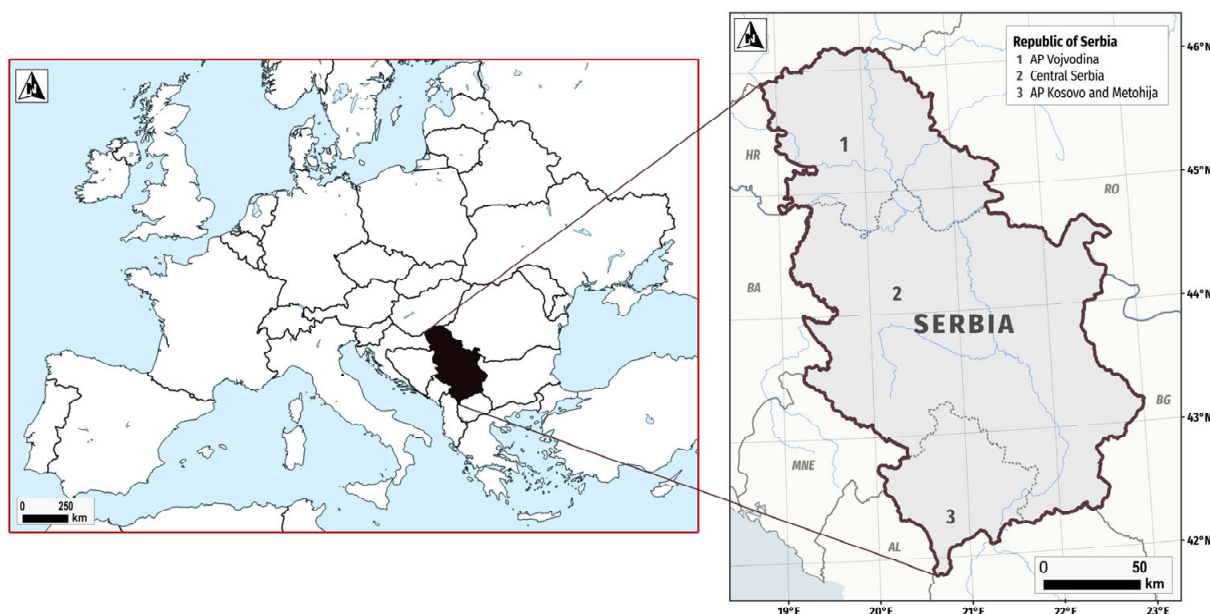 N
0 250
km
N
Republic of Serbia
1 AP Vojvodina
2 Central Serbia
3 AP Kosovo and Metohija
46°N
1
HR
45°N
RO
BA
2
44°N
SERBIA
43°N
BG
MNE
3
AL
42°N
0 50
km
19°E 20°E 21°E 22°E 23°E